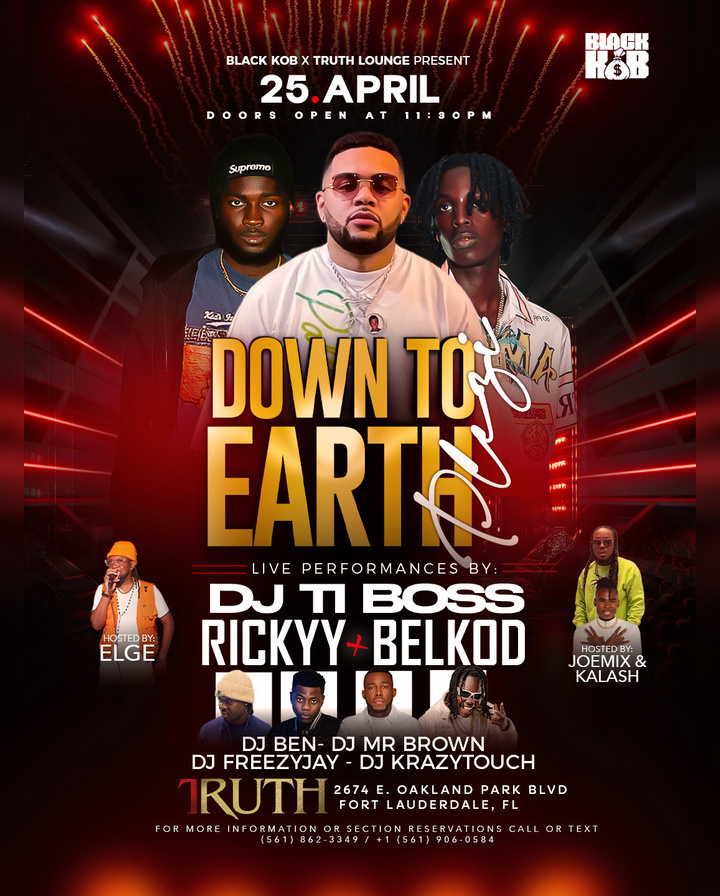 BLACK
KOB
$
BLACK KOB X TRUTH LOUNGE PRESENT
25.APRIL
DOORS OPEN AT 11:30PM
Supreme
DOWN TO
EARTH
Plezi
LIVE PERFORMANCES BY:
DJ TI BOSS
RICKYY + BELKOD
HOSTED BY:
ELGE
HOSTED BY:
JOEMIX &
KALASH
DJ BEN- DJ MR BROWN
DJ FREEZYJAY - DJ KRAZYTOUCH
TRUTH
2674 E. OAKLAND PARK BLVD
FORT LAUDERDALE, FL
FOR MORE INFORMATION OR SECTION RESERVATIONS CALL OR TEXT
(561) 862-3349 / +1 (561) 906-0584